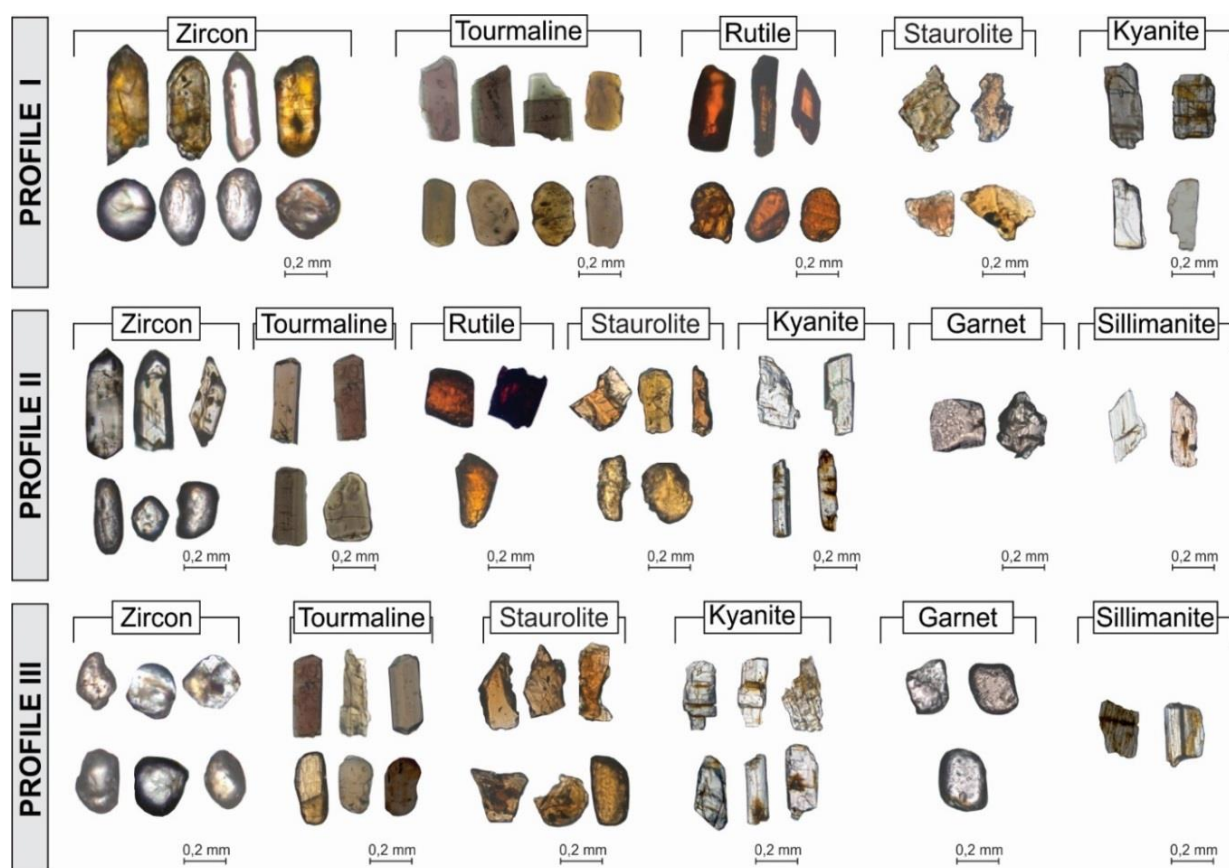 PROFILE I
Zircon
Tourmaline
Rutile
Staurolite
Kyanite
0,2 mm
0,2 mm
0,2 mm
0,2 mm
0,2 mm
PROFILE II
Zircon
Tourmaline
Rutile
Staurolite
Kyanite
Garnet
Sillimanite
0,2 mm
0,2 mm
0,2 mm
0,2 mm
0,2 mm
0,2 mm
0,2 mm
PROFILE III
Zircon
Tourmaline
Staurolite
Kyanite
Garnet
Sillimanite
0,2 mm
0,2 mm
0,2 mm
0,2 mm
0,2 mm
0,2 mm